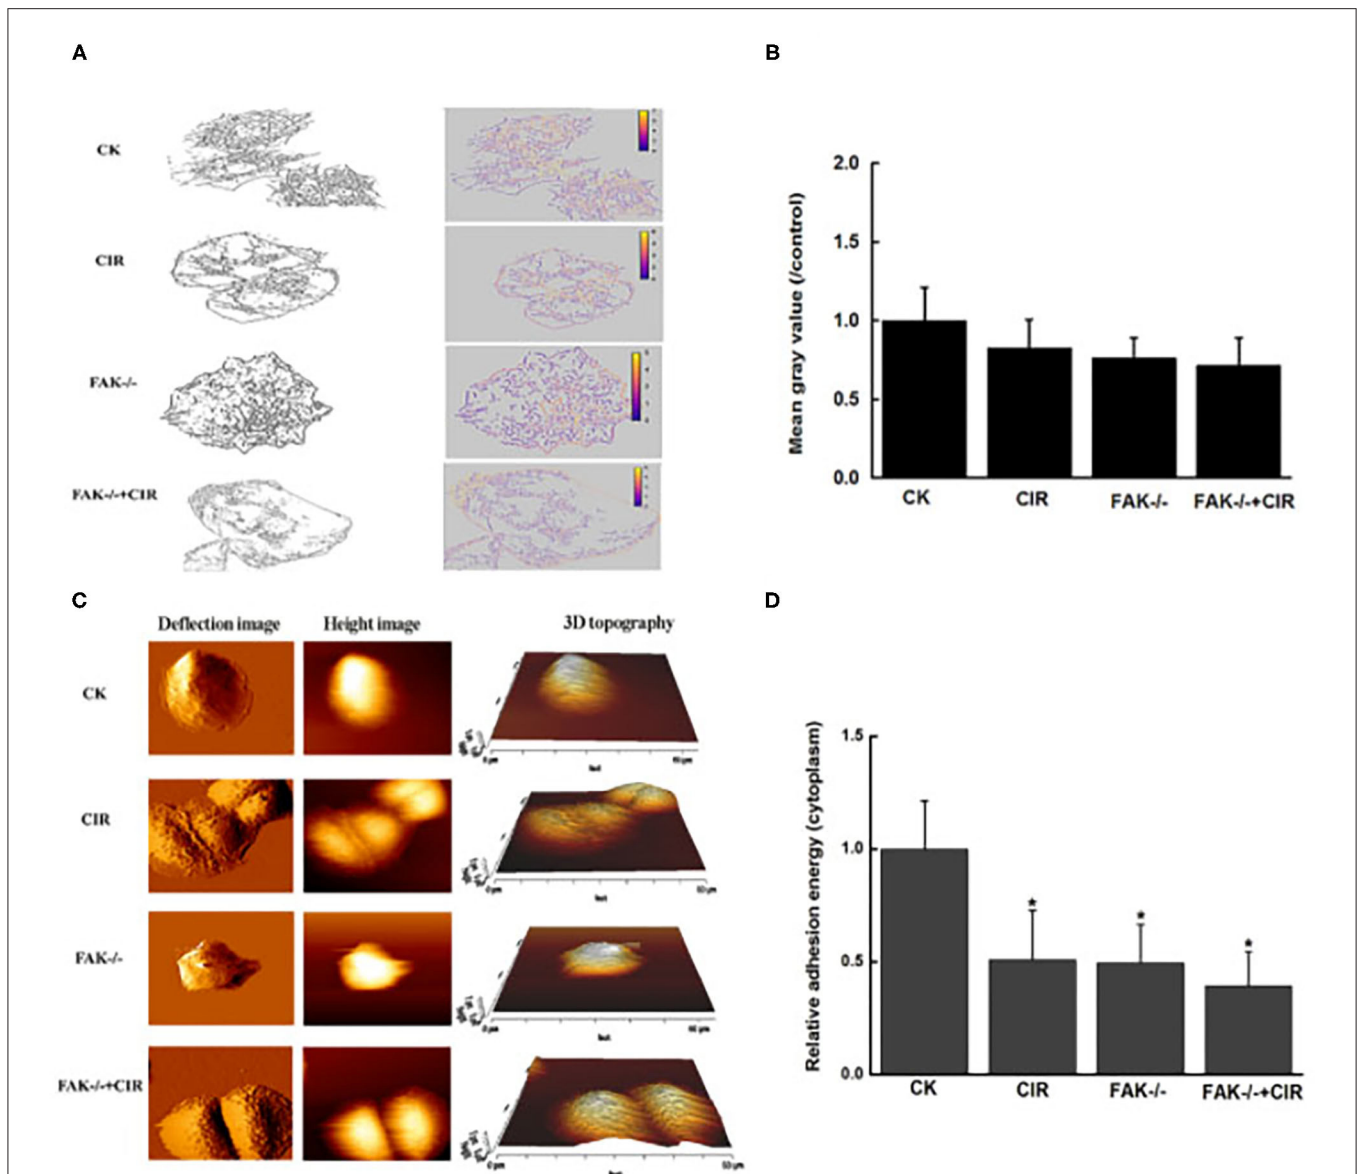 A
CK
CIR
FAK-/-
FAK-/-+CIR
B
Mean gray value (/control)
2.0
1.5
1.0
0.5
0.0
CK
CIR
FAK-/-
FAK-/-+CIR
C
Deflection image
Height image
3D topography
CK
CIR
FAK-/-
FAK-/-+CIR
D
Relative adhesion energy (cytoplasm)
1.5
1.0
0.5
0.0
*
*
*
CK
CIR
FAK-/-
FAK-/-+CIR